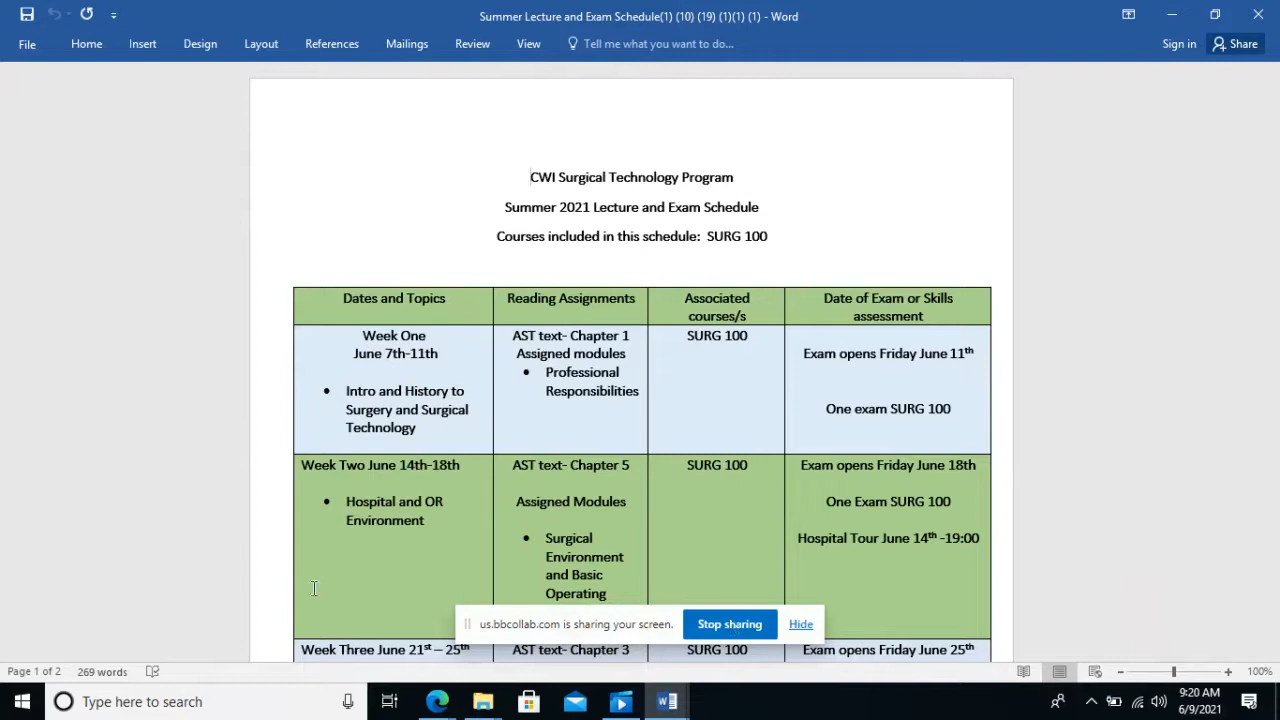 Summer Lecture and Exam Schedule(1) (10) (19) (1)(1) (1) - Word
File Home Insert Design Layout References Mailings Review View Tell me what you want to do... Sign in Share
CWI Surgical Technology Program
Summer 2021 Lecture and Exam Schedule
Courses included in this schedule: SURG 100
Dates and Topics
Reading Assignments
Associated
courses/s
Date of Exam or Skills
assessment
Week One
June 7th-11th
• Intro and History to
Surgery and Surgical
Technology
AST text- Chapter 1
Assigned modules
• Professional
Responsibilities
SURG 100
Exam opens Friday June 11th
One exam SURG 100
Week Two June 14th-18th
• Hospital and OR
Environment
AST text- Chapter 5
Assigned Modules
• Surgical
Environment
and Basic
Operating
SURG 100
Exam opens Friday June 18th
One Exam SURG 100
Hospital Tour June 14th -19:00
Week Three June 21st – 25th
AST text- Chapter 3
SURG 100
Exam opens Friday June 25th
us.bbcollab.com is sharing your screen. Stop sharing Hide
Page 1 of 2 269 words 100%
Type here to search
9:20 AM
6/9/2021